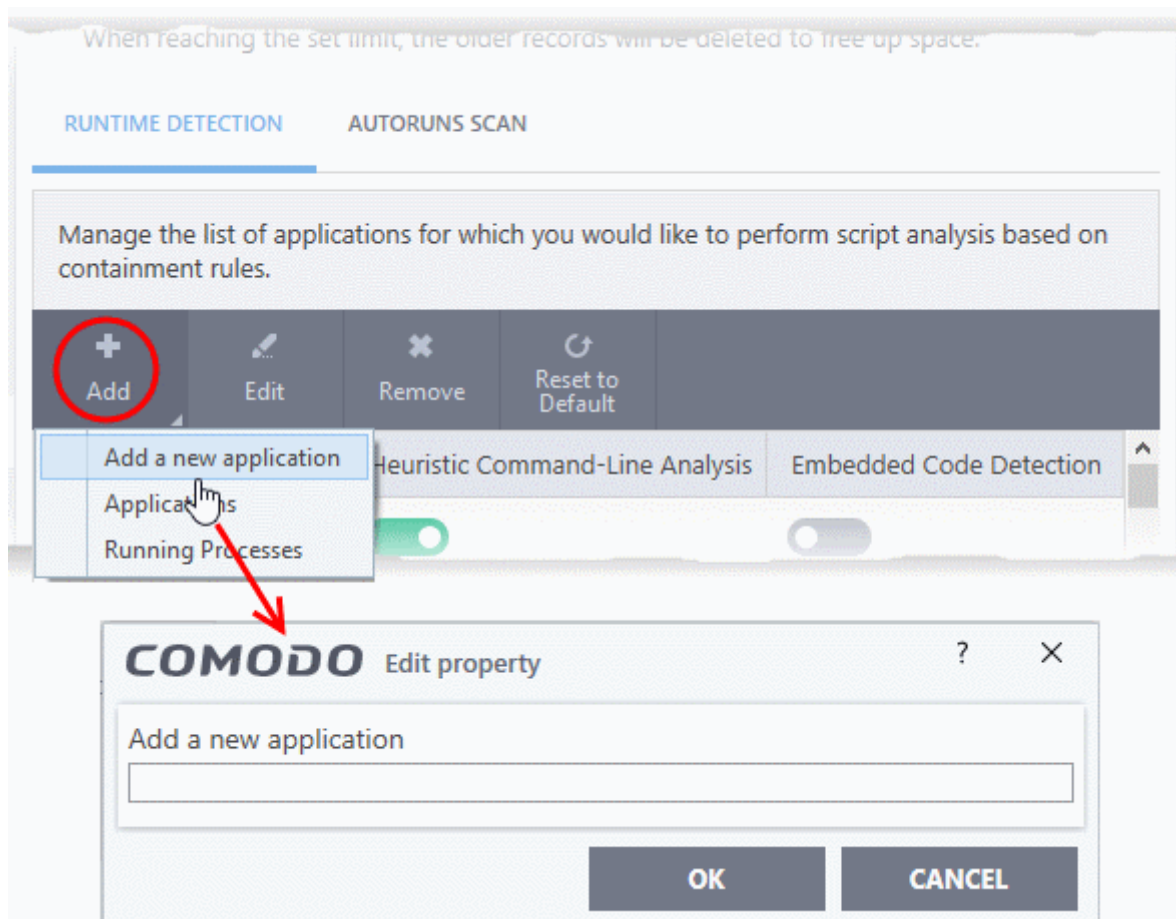 When reaching the set limit, the older records will be deleted to free up space.
RUNTIME DETECTION AUTORUNS SCAN
Manage the list of applications for which you would like to perform script analysis based on
containment rules.
Add Edit Remove Reset to
Default
Add a new application
Heuristic Command-Line Analysis Embedded Code Detection
Applications
Running Processes
COMODO Edit property ?
Add a new application
OK CANCEL